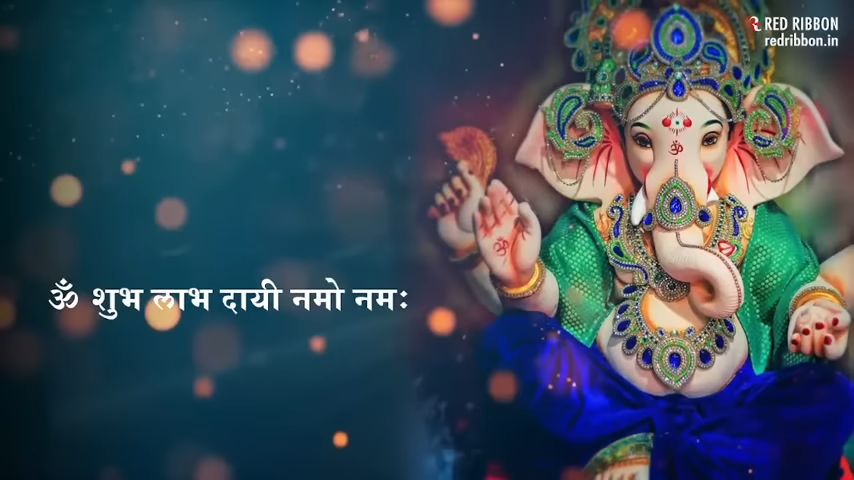 RED RIBBON
redribbon.in
ॐ शुभ लाभ दायी नमो नमः
ॐ
ॐ